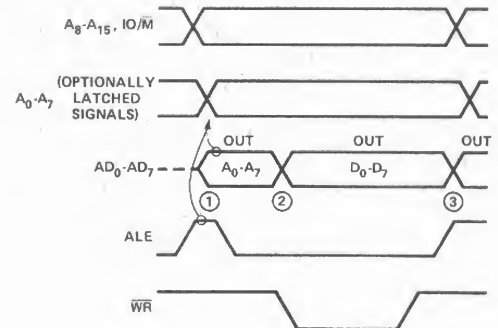 A₈-A₁₅, IO/M̅
(OPTIONALLY
A₀-A₇ LATCHED
SIGNALS)
OUT OUT OUT
AD₀-AD₇ A₀-A₇ D₀-D₇
① ② ③
ALE
W̅R̅